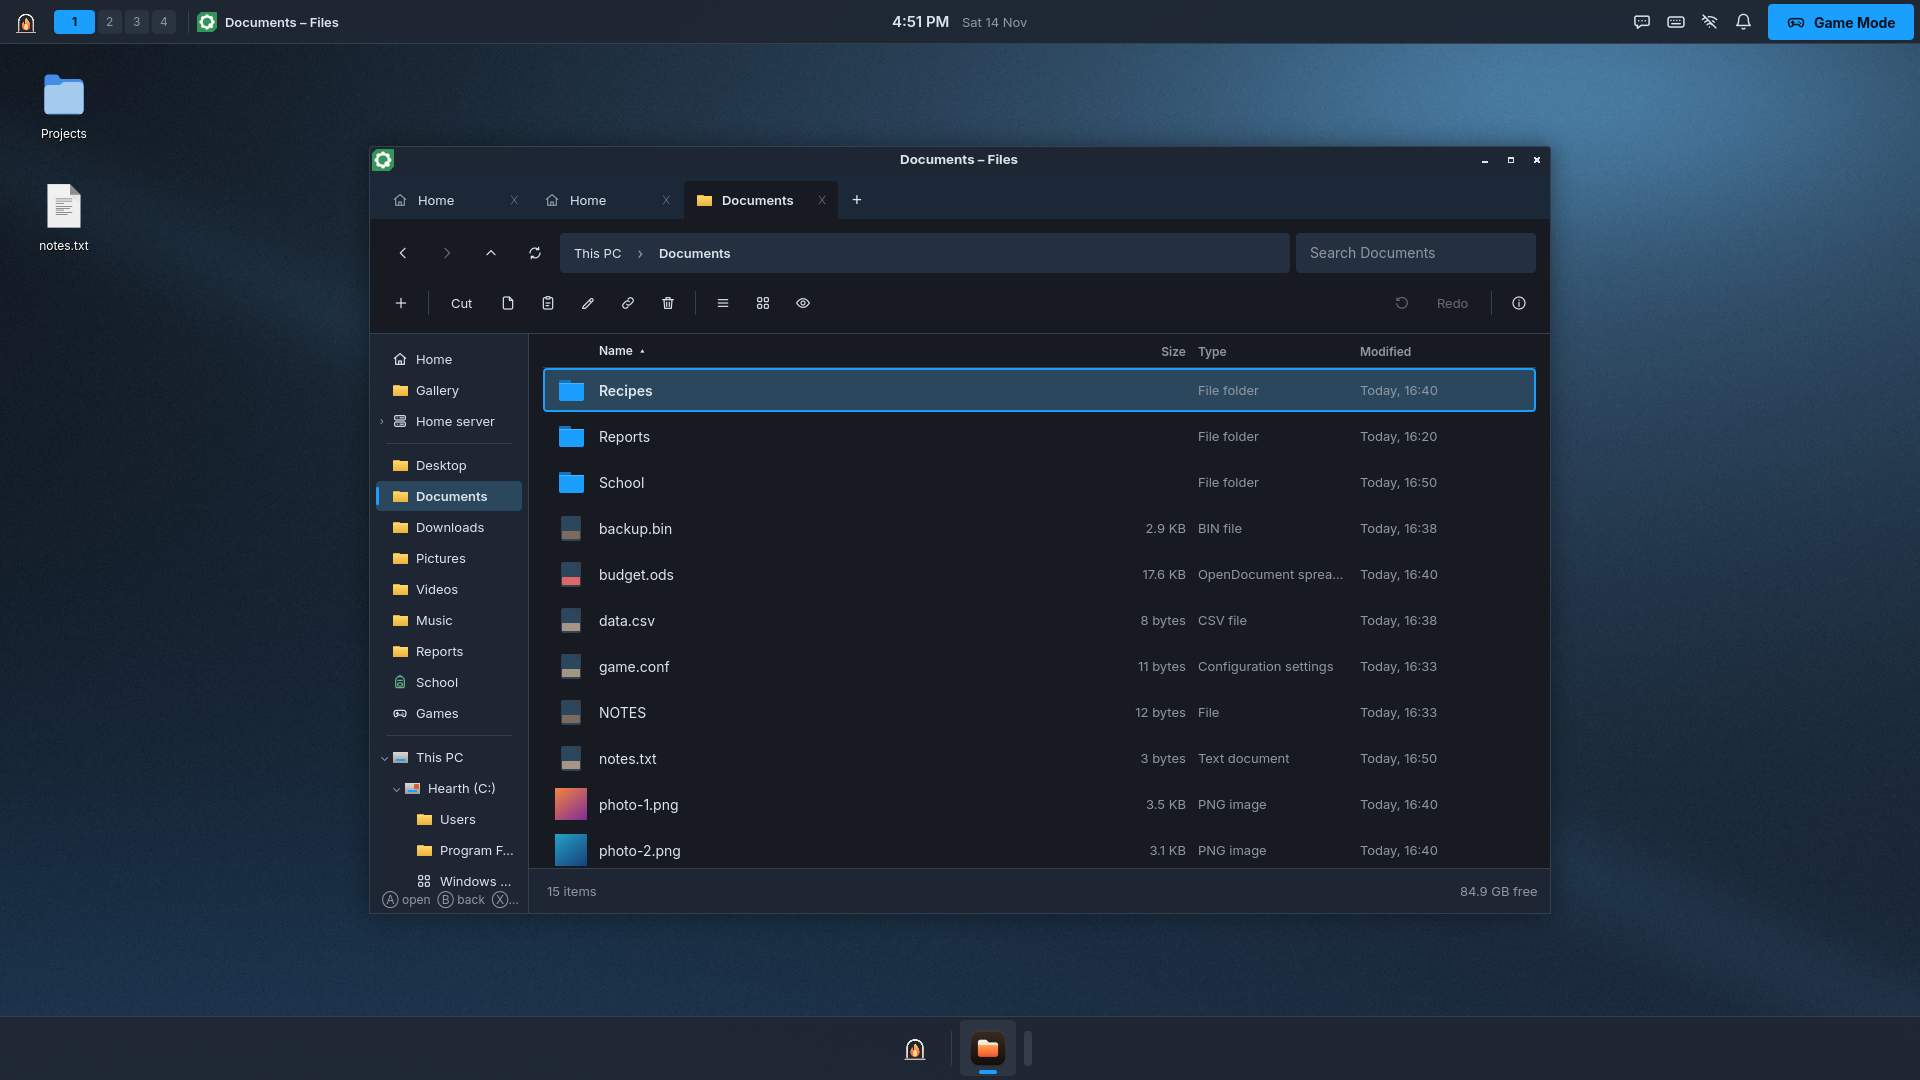 1 2 3 4 Documents – Files 4:51 PM Sat 14 Nov Game Mode
Projects
notes.txt
Documents – Files
Home X Home X Documents X +
This PC › Documents Search Documents
Cut Redo
Home
Gallery
Home server
Desktop
Documents
Downloads
Pictures
Videos
Music
Reports
School
Games
This PC
Hearth (C:)
Users
Program F...
Windows ...
A open B back X...
Name Size Type Modified
Recipes File folder Today, 16:40
Reports File folder Today, 16:20
School File folder Today, 16:50
backup.bin 2.9 KB BIN file Today, 16:38
budget.ods 17.6 KB OpenDocument sprea... Today, 16:40
data.csv 8 bytes CSV file Today, 16:38
game.conf 11 bytes Configuration settings Today, 16:33
NOTES 12 bytes File Today, 16:33
notes.txt 3 bytes Text document Today, 16:50
photo-1.png 3.5 KB PNG image Today, 16:40
photo-2.png 3.1 KB PNG image Today, 16:40
15 items 84.9 GB free